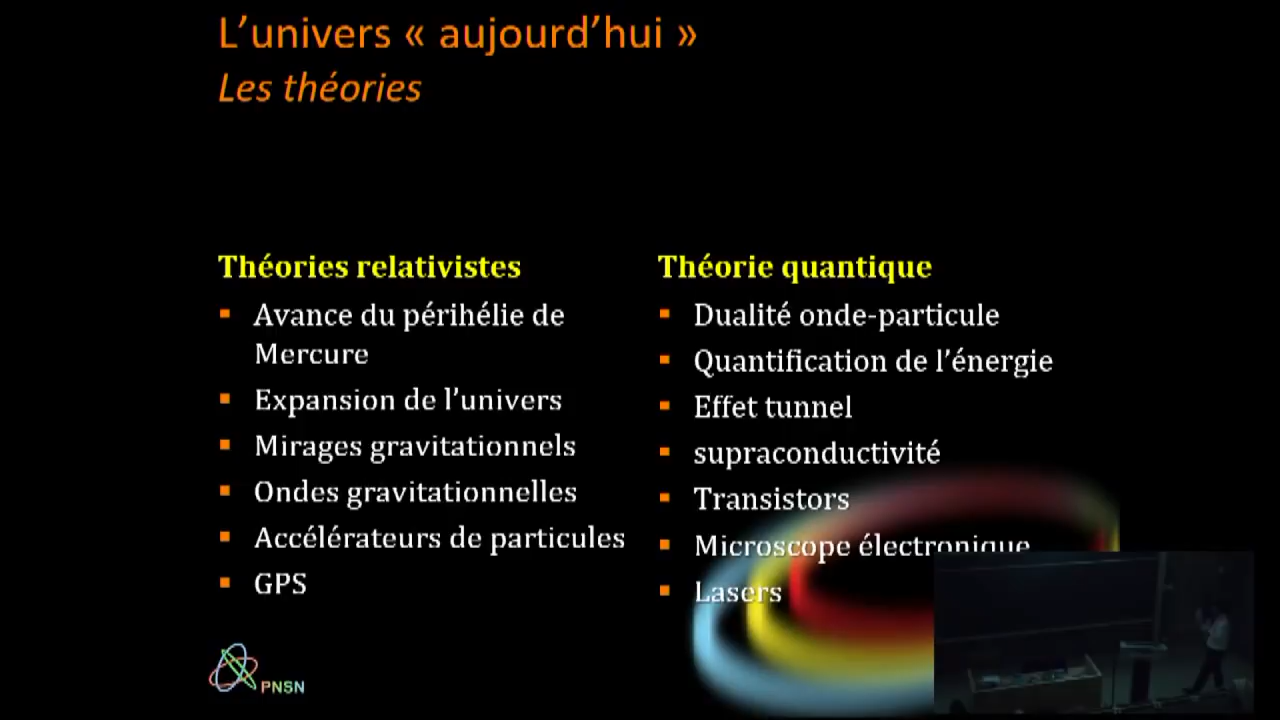 L’univers « aujourd’hui »
Les théories
Théories relativistes
Avance du périhélie de
Mercure
Expansion de l’univers
Mirages gravitationnels
Ondes gravitationnelles
Accélérateurs de particules
GPS
Théorie quantique
Dualité onde-particule
Quantification de l’énergie
Effet tunnel
supraconductivité
Transistors
Microscope électronique
Lasers
PNSN